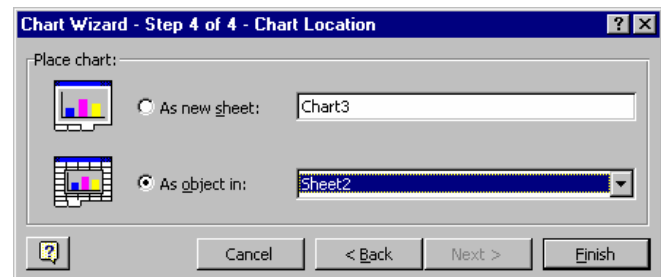 Chart Wizard - Step 4 of 4 - Chart Location
Place chart:
As new sheet: Chart3
As object in: Sheet2
Cancel < Back Next > Finish